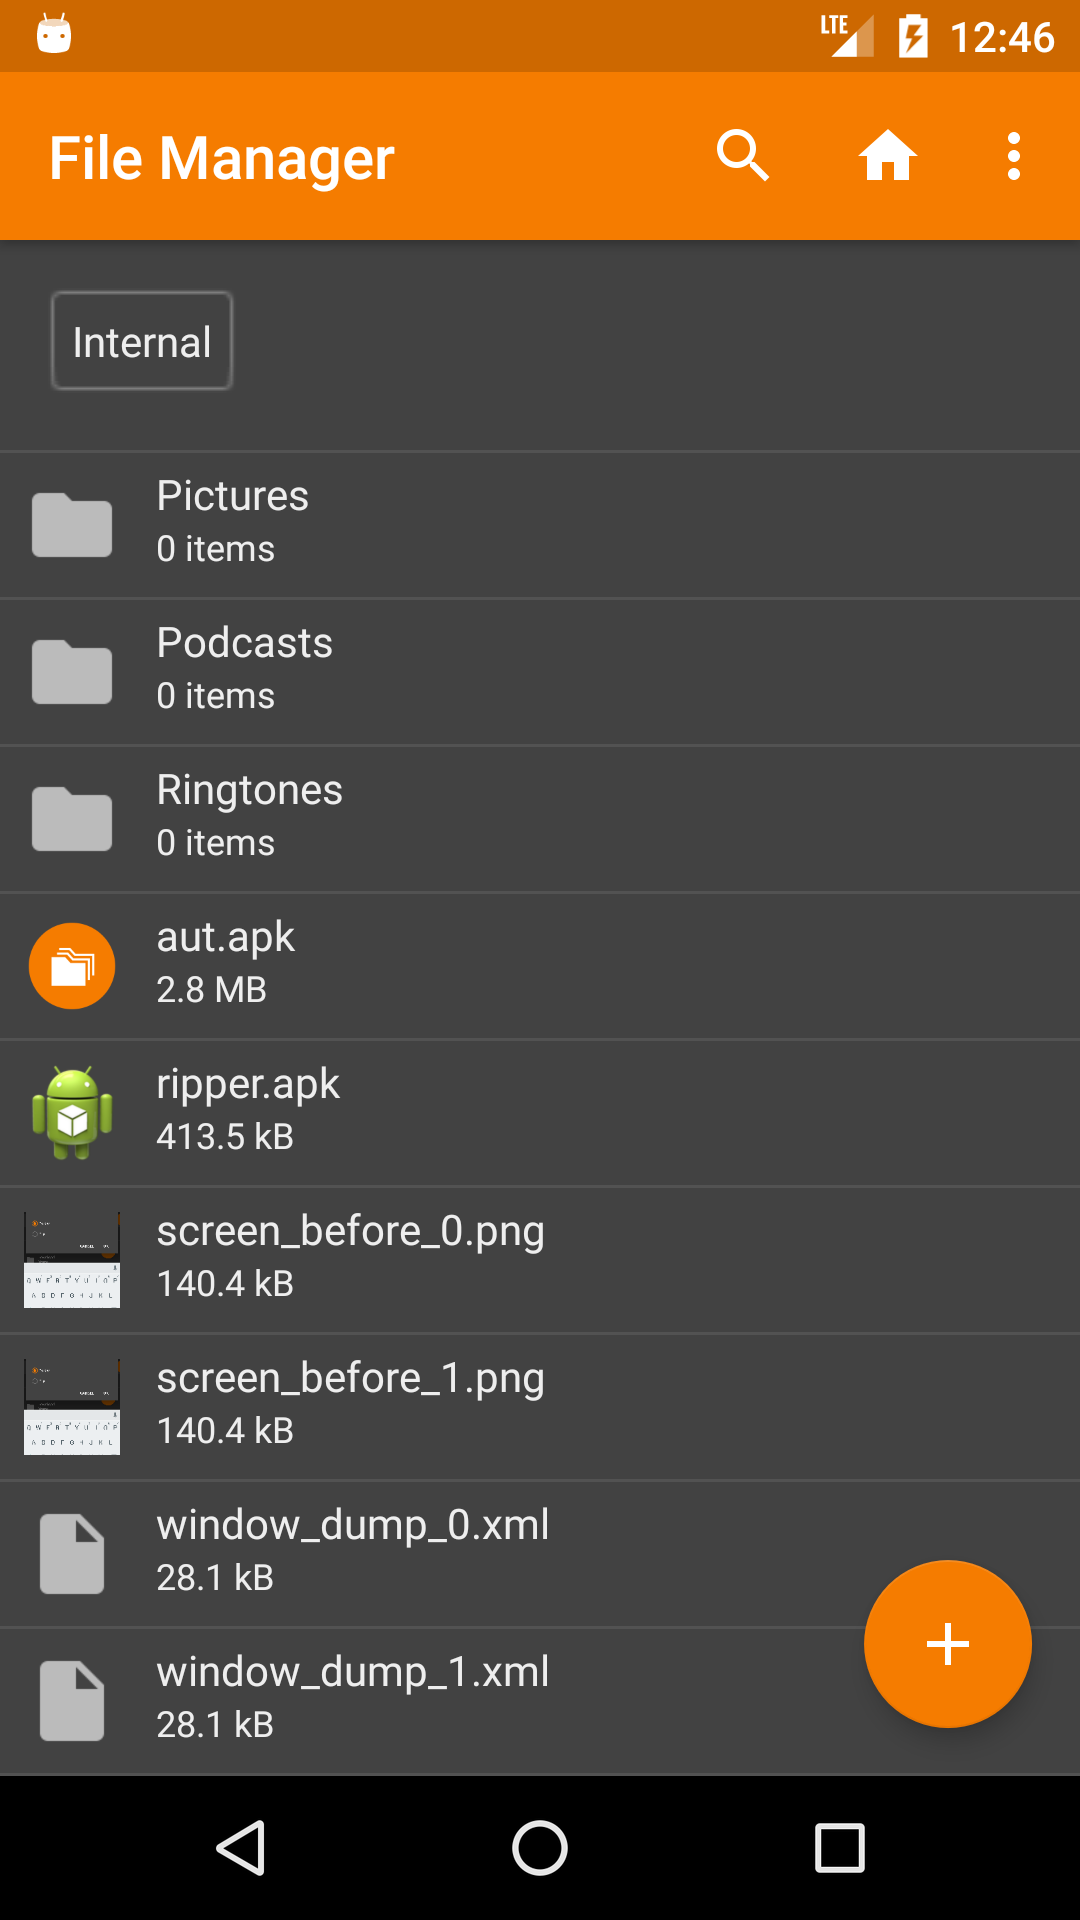 LTE 12:46
File Manager
Internal
Pictures
0 items
Podcasts
0 items
Ringtones
0 items
aut.apk
2.8 MB
ripper.apk
413.5 kB
screen_before_0.png
140.4 kB
screen_before_1.png
140.4 kB
window_dump_0.xml
28.1 kB
window_dump_1.xml
28.1 kB